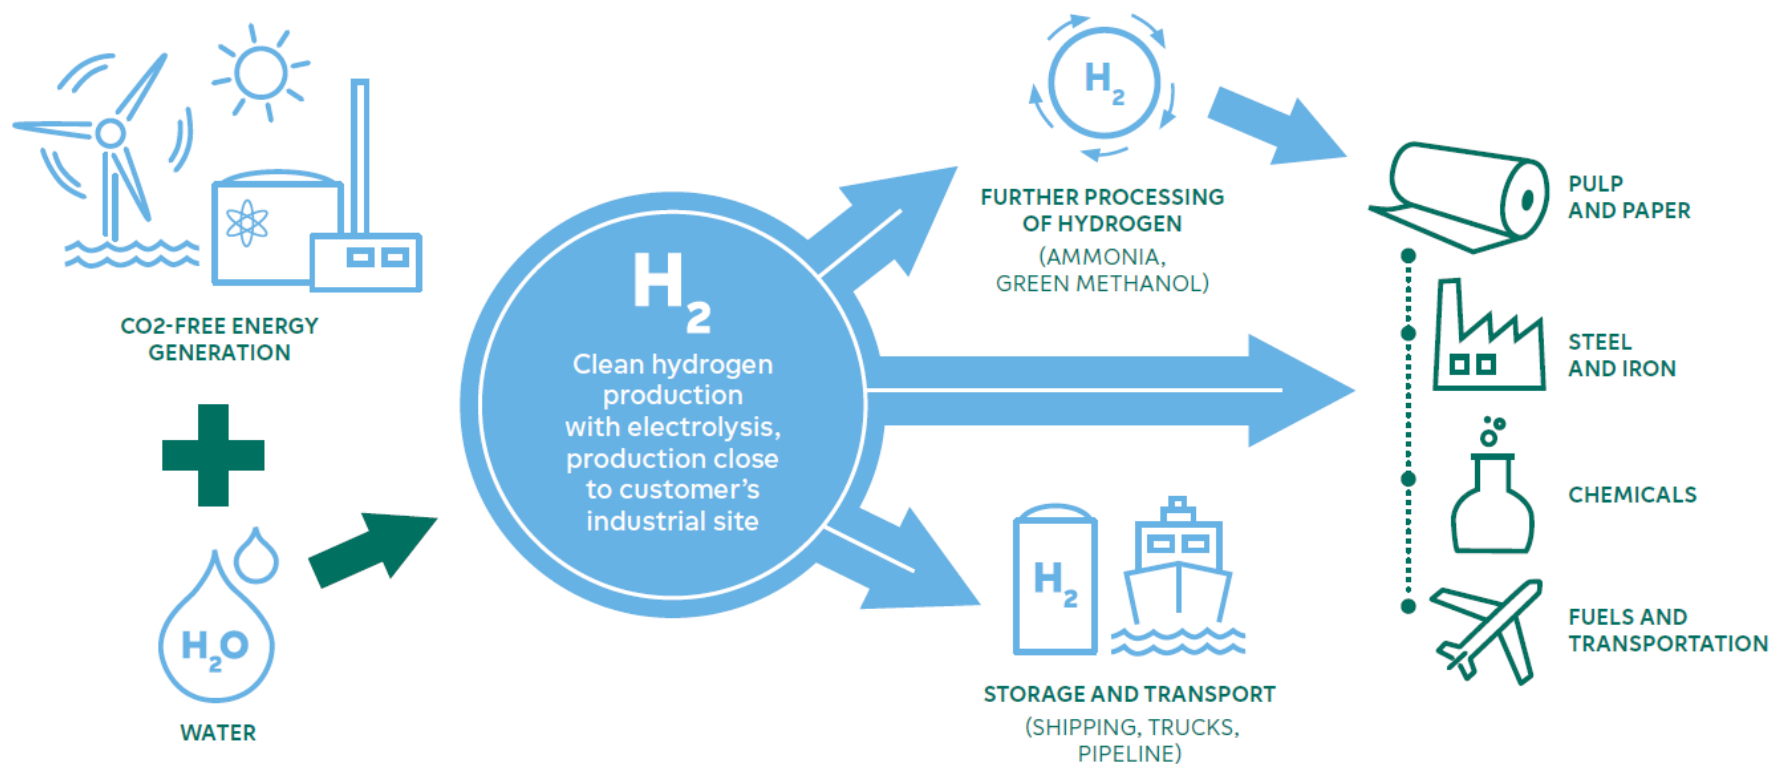 CO2-FREE ENERGY
GENERATION
H2O
WATER
H2
Clean hydrogen
production
with electrolysis,
production close
to customer's
industrial site
H2
FURTHER PROCESSING
OF HYDROGEN
(AMMONIA,
GREEN METHANOL)
H2
STORAGE AND TRANSPORT
(SHIPPING, TRUCKS,
PIPELINE)
PULP
AND PAPER
STEEL
AND IRON
CHEMICALS
FUELS AND
TRANSPORTATION